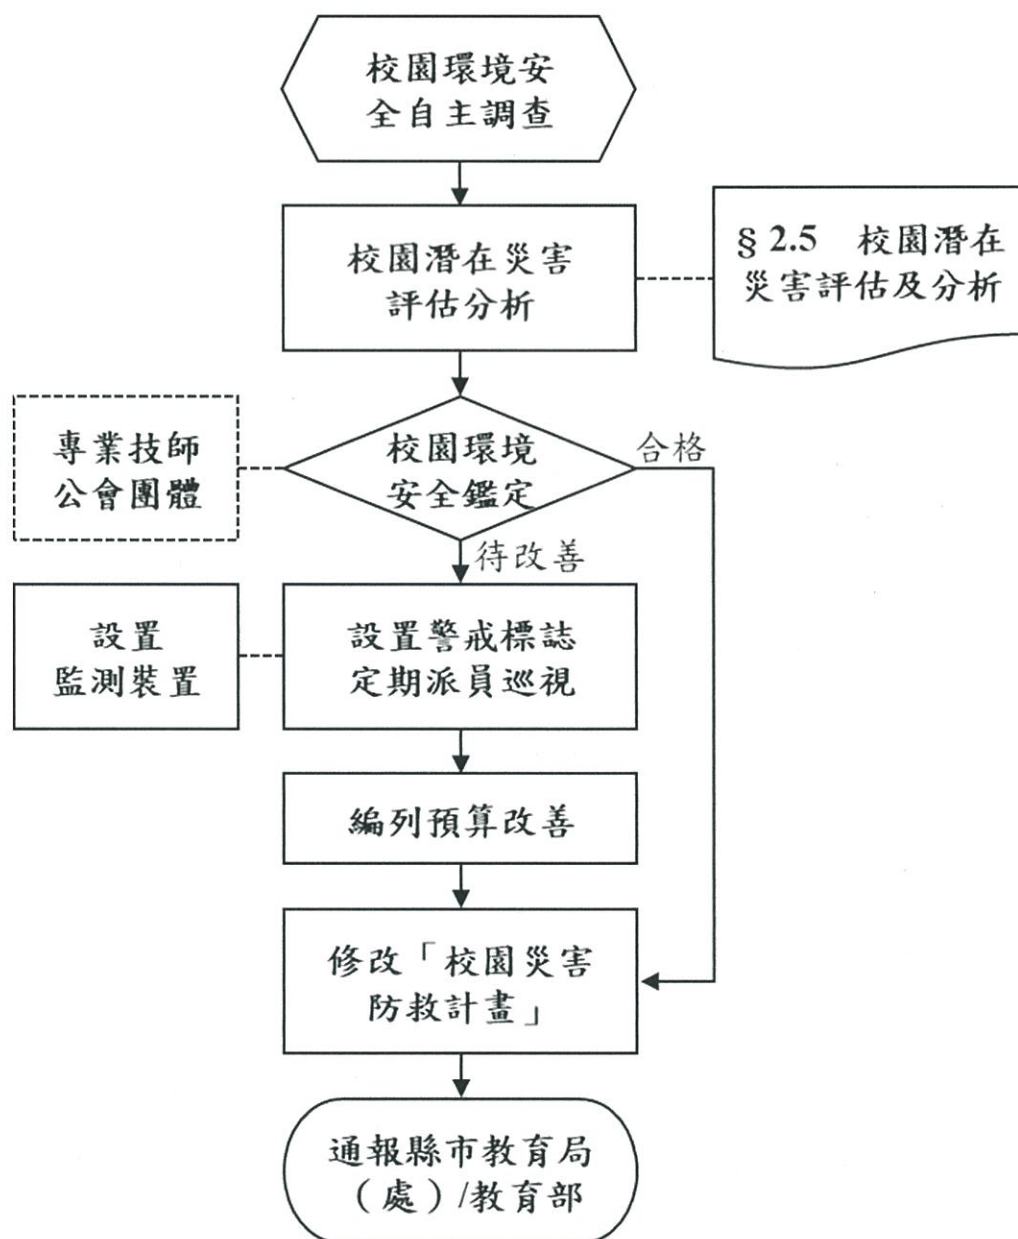 校園環境安
全自主調查
校園潛在災害
評估分析
§ 2.5 校園潛在
災害評估及分析
專業技師
公會團體
校園環境
安全鑑定
合格
待改善
設置
監測裝置
設置警戒標誌
定期派員巡視
編列預算改善
修改「校園災害
防救計畫」
通報縣市教育局
（處）/教育部